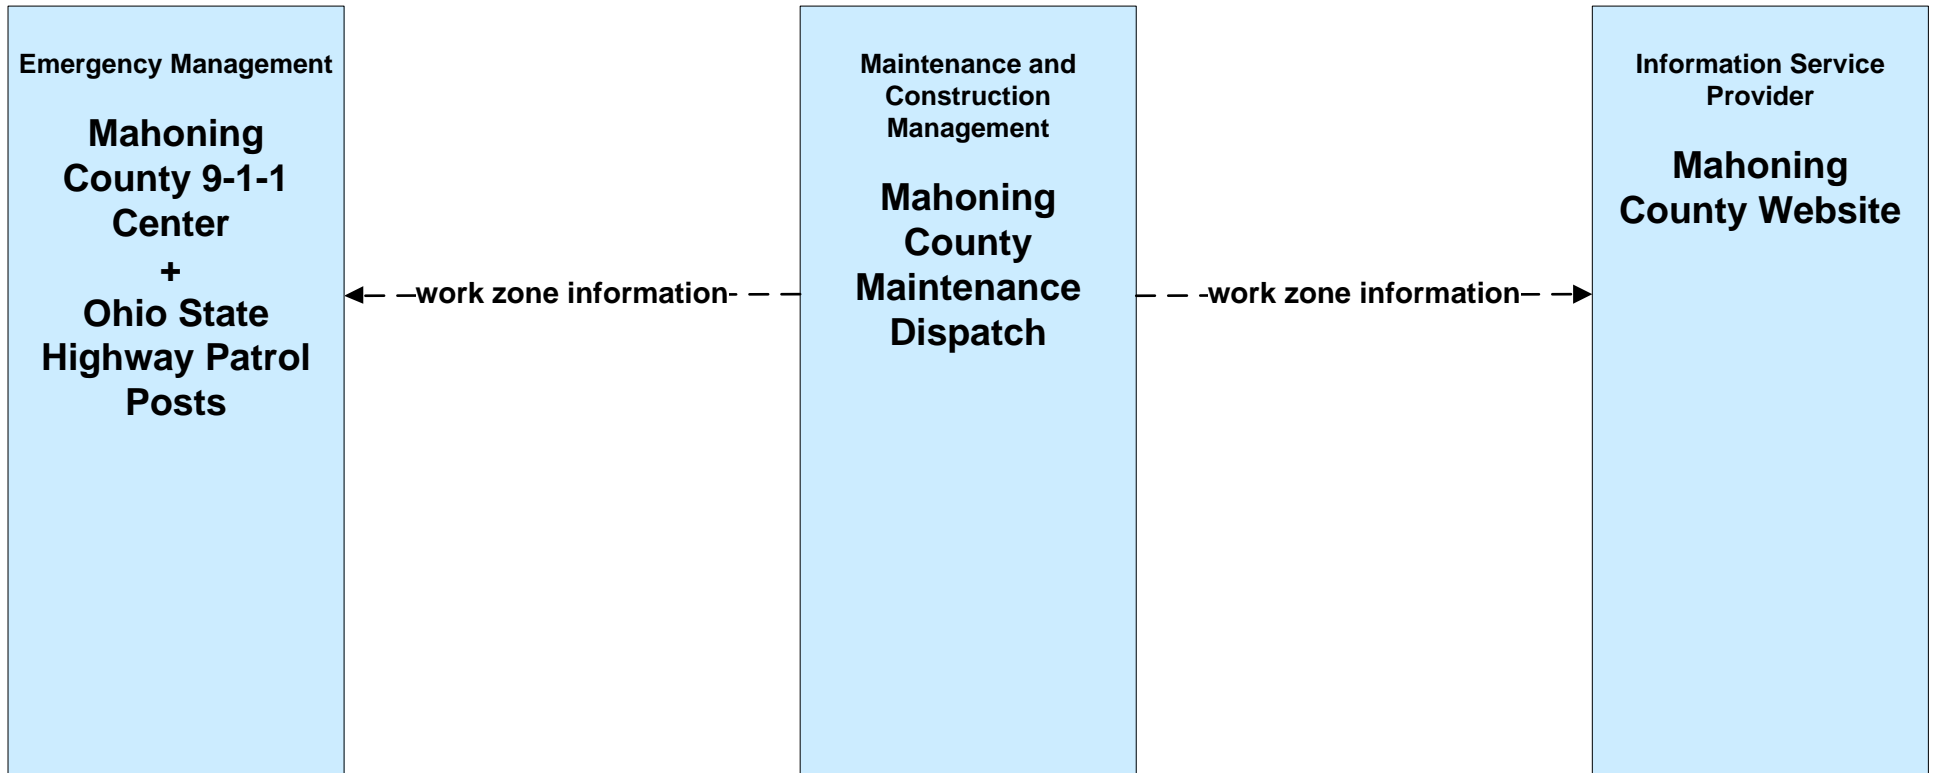 Emergency Management
Mahoning
County 9-1-1
Center
+
Ohio State
Highway Patrol
Posts
work zone information
Maintenance and
Construction
Management
Mahoning
County
Maintenance
Dispatch
work zone information
Information Service
Provider
Mahoning
County Website